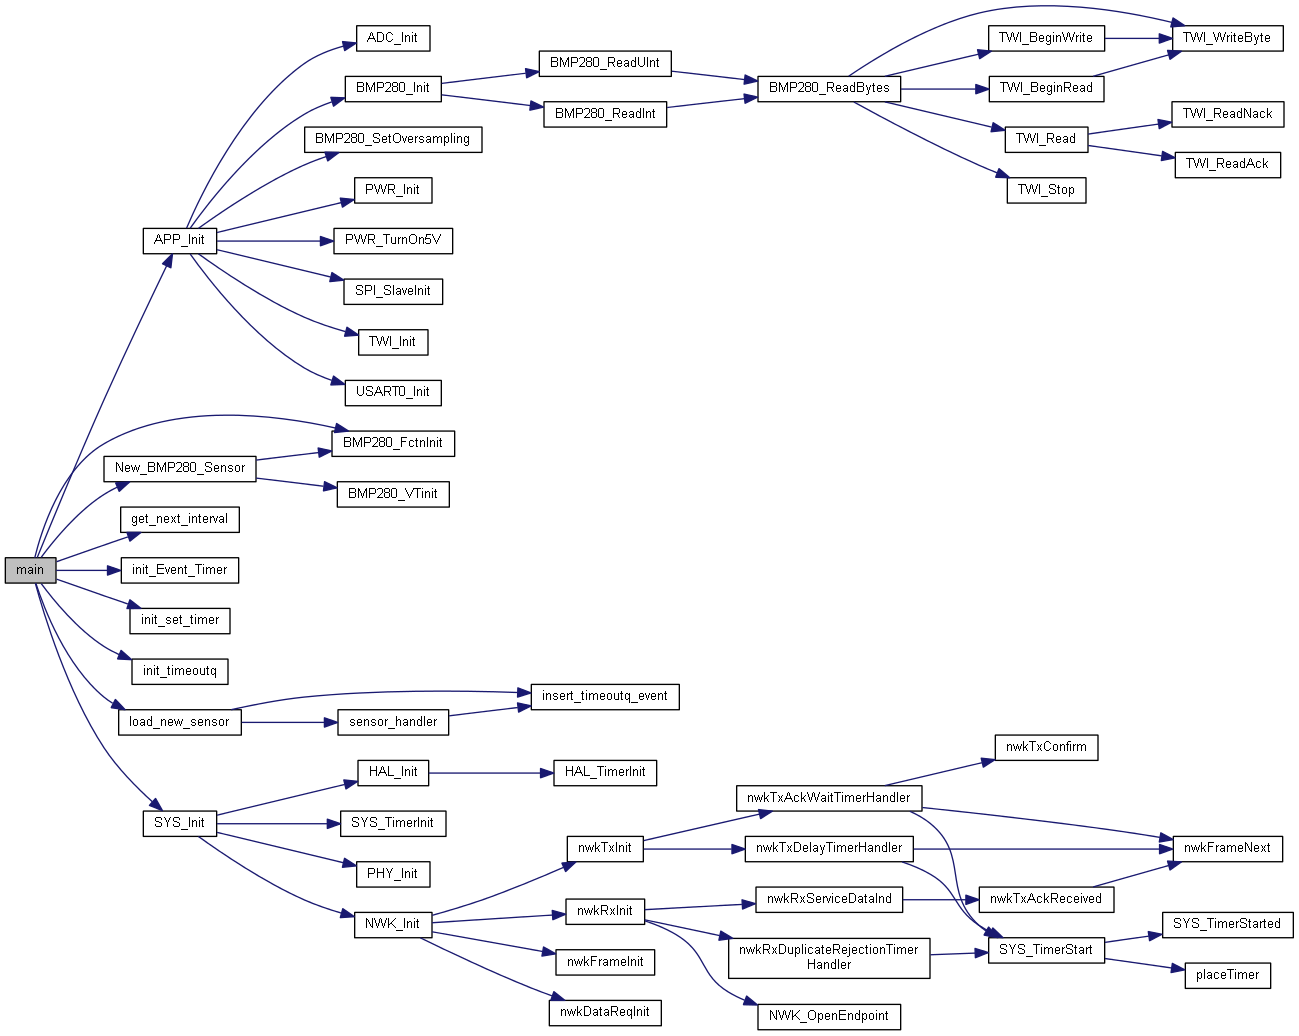 main
APP_Init
ADC_Init
BMP280_Init
BMP280_ReadUInt
BMP280_ReadInt
BMP280_ReadBytes
TWI_BeginWrite
TWI_WriteByte
TWI_BeginRead
TWI_Read
TWI_ReadNack
TWI_ReadAck
TWI_Stop
BMP280_SetOversampling
PWR_Init
PWR_TurnOn5V
SPI_SlaveInit
TWI_Init
USART0_Init
BMP280_FctnInit
New_BMP280_Sensor
BMP280_VTinit
get_next_interval
init_Event_Timer
init_set_timer
init_timeoutq
load_new_sensor
insert_timeoutq_event
sensor_handler
SYS_Init
HAL_Init
HAL_TimerInit
SYS_TimerInit
PHY_Init
NWK_Init
nwkTxInit
nwkTxAckWaitTimerHandler
nwkTxConfirm
nwkTxDelayTimerHandler
nwkFrameNext
nwkRxInit
nwkRxServiceDataInd
nwkTxAckReceived
nwkRxDuplicateRejectionTimer
Handler
SYS_TimerStart
SYS_TimerStarted
placeTimer
nwkFrameInit
nwkDataReqInit
NWK_OpenEndpoint